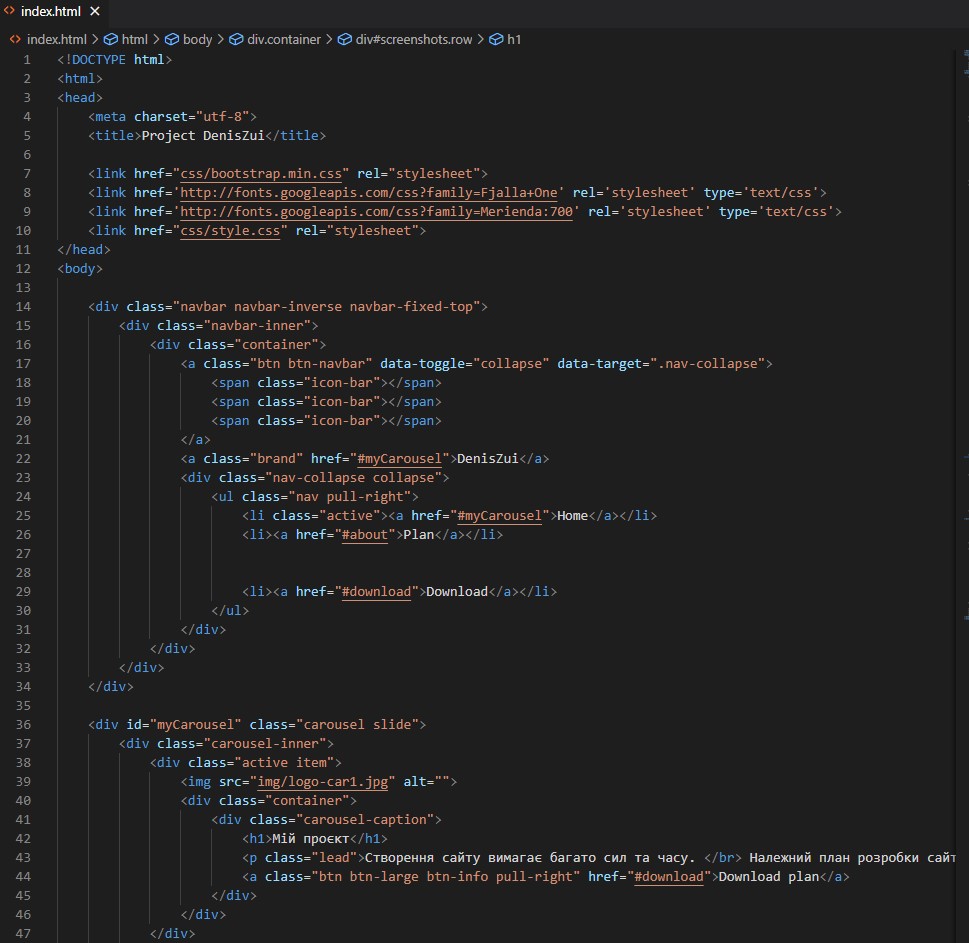 index.html
index.html > html > body > div.container > div#screenshots.row > h1
1 <!DOCTYPE html>
2 <html>
3 <head>
4 <meta charset="utf-8">
5 <title>Project DenisZui</title>
6
7 <link href="css/bootstrap.min.css" rel="stylesheet">
8 <link href='http://fonts.googleapis.com/css?family=Fjalla+One' rel='stylesheet' type='text/css'>
9 <link href='http://fonts.googleapis.com/css?family=Merienda:700' rel='stylesheet' type='text/css'>
10 <link href="css/style.css" rel="stylesheet">
11 </head>
12 <body>
13
14 <div class="navbar navbar-inverse navbar-fixed-top">
15 <div class="navbar-inner">
16 <div class="container">
17 <a class="btn btn-navbar" data-toggle="collapse" data-target=".nav-collapse">
18 <span class="icon-bar"></span>
19 <span class="icon-bar"></span>
20 <span class="icon-bar"></span>
21 </a>
22 <a class="brand" href="#myCarousel">DenisZui</a>
23 <div class="nav-collapse collapse">
24 <ul class="nav pull-right">
25 <li class="active"><a href="#myCarousel">Home</a></li>
26 <li><a href="#about">Plan</a></li>
27
28
29 <li><a href="#download">Download</a></li>
30 </ul>
31 </div>
32 </div>
33 </div>
34 </div>
35
36 <div id="myCarousel" class="carousel slide">
37 <div class="carousel-inner">
38 <div class="active item">
39 <img src="img/logo-car1.jpg" alt="">
40 <div class="container">
41 <div class="carousel-caption">
42 <h1>Мій проєкт</h1>
43 <p class="lead">Створення сайту вимагає багато сил та часу. </br> Належний план розробки сайт
44 <a class="btn btn-large btn-info pull-right" href="#download">Download plan</a>
45 </div>
46 </div>
47 </div>